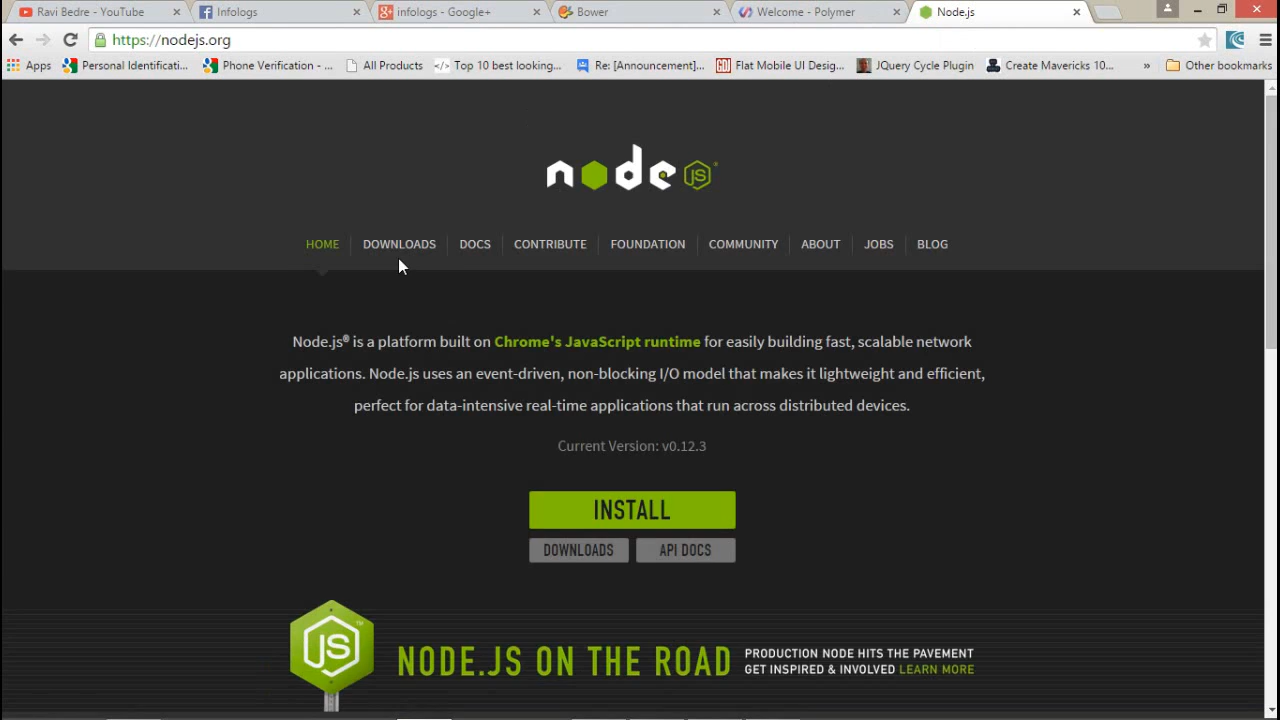 Ravi Bedre - YouTube
Infologs
infologs - Google+
Bower
Welcome - Polymer
Node.js
https://nodejs.org
Apps
Personal Identificati...
Phone Verification - ...
All Products
Top 10 best looking...
Re: [Announcement]...
Flat Mobile UI Desig...
JQuery Cycle Plugin
Create Mavericks 10...
»
Other bookmarks
node JS
HOME
DOWNLOADS
DOCS
CONTRIBUTE
FOUNDATION
COMMUNITY
ABOUT
JOBS
BLOG
Node.js® is a platform built on Chrome's JavaScript runtime for easily building fast, scalable network
applications. Node.js uses an event-driven, non-blocking I/O model that makes it lightweight and efficient,
perfect for data-intensive real-time applications that run across distributed devices.
Current Version: v0.12.3
INSTALL
DOWNLOADS
API DOCS
JS™
NODE.JS ON THE ROAD
PRODUCTION NODE HITS THE PAVEMENT
GET INSPIRED & INVOLVED LEARN MORE